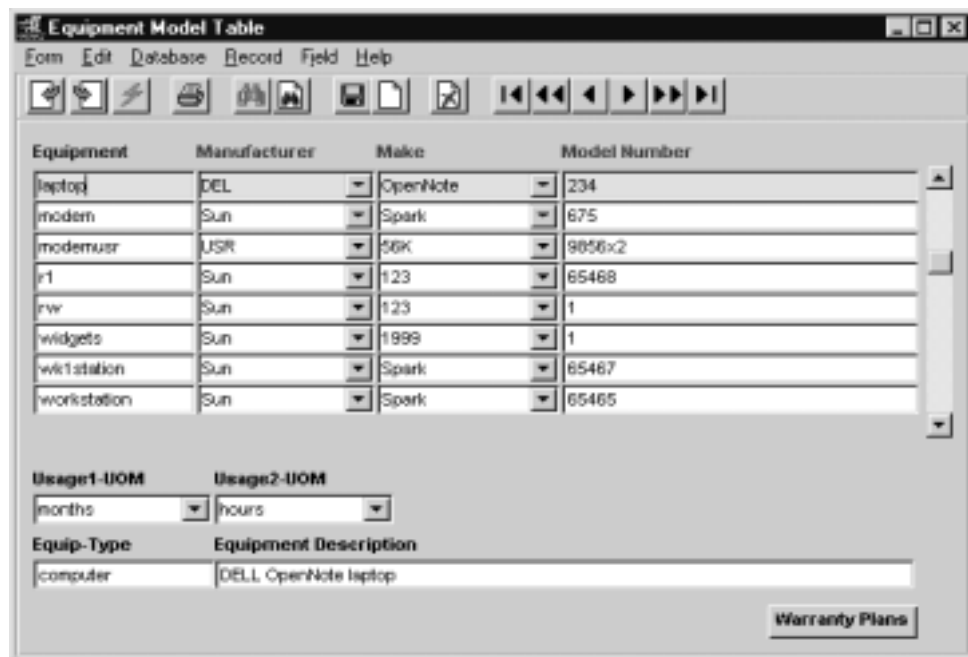 Equipment Model Table
Form Edit Database Record Field Help
Equipment Manufacturer Make Model Number
laptop DEL OpenNote 234
modem Sun Spark 675
modemusr USR 56K 9856x2
r1 Sun 123 65468
rw Sun 123 1
widgets Sun 1999 1
wk1station Sun Spark 65467
workstation Sun Spark 65465
Usage1-UOM Usage2-UOM
months hours
Equip-Type Equipment Description
computer DELL OpenNote laptop
Warranty Plans